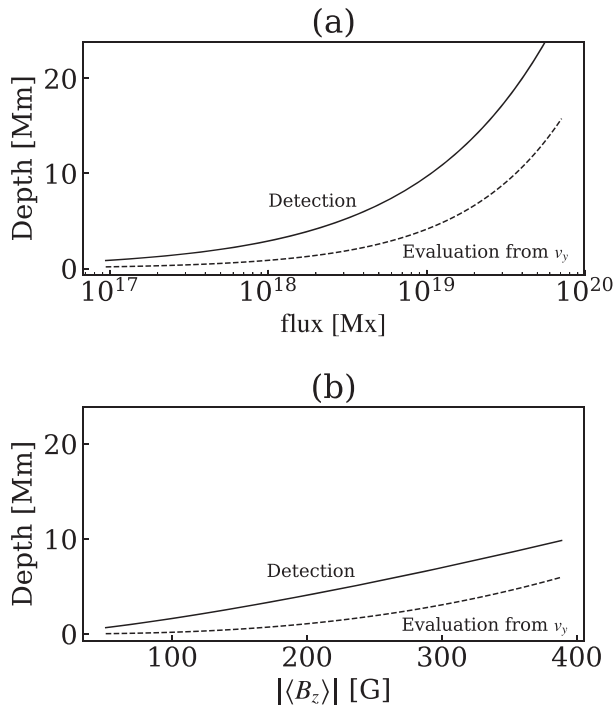 (a)
Depth [Mm]
20
10
0
Detection
Evaluation from v_y
10^17 10^18 10^19 10^20
flux [Mx]
(b)
Depth [Mm]
20
10
0
Detection
Evaluation from v_y
100 200 300 400
|⟨B_z⟩| [G]